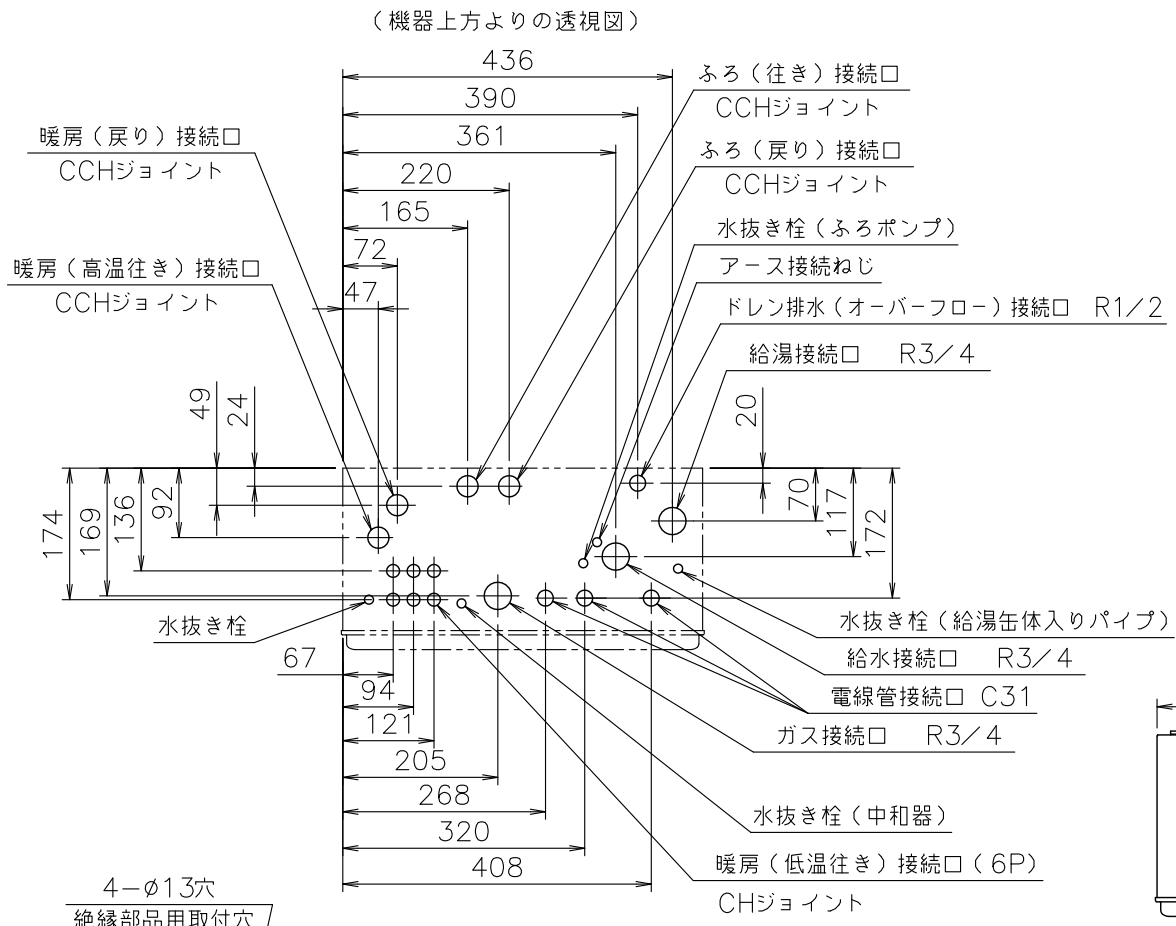 (機器上方よりの透視図)
436
ふろ(往き)接続口
CCHジョイント
390
暖房(戻り)接続口
CCHジョイント
361
ふろ(戻り)接続口
CCHジョイント
220
165
水抜き栓(ふろポンプ)
72
暖房(高温往き)接続口
CCHジョイント
アース接続ねじ
47
ドレン排水(オーバーフロー)接続口 R1/2
給湯接続口 R3/4
49
24
20
174
169
136
92
70
117
172
水抜き栓
水抜き栓(給湯缶体入りパイプ)
67
給水接続口 R3/4
94
電線管接続口 C31
121
ガス接続口 R3/4
205
268
水抜き栓(中和器)
320
暖房(低温往き)接続口(6P)
CHジョイント
408
4-φ13穴
絶縁部品用取付穴